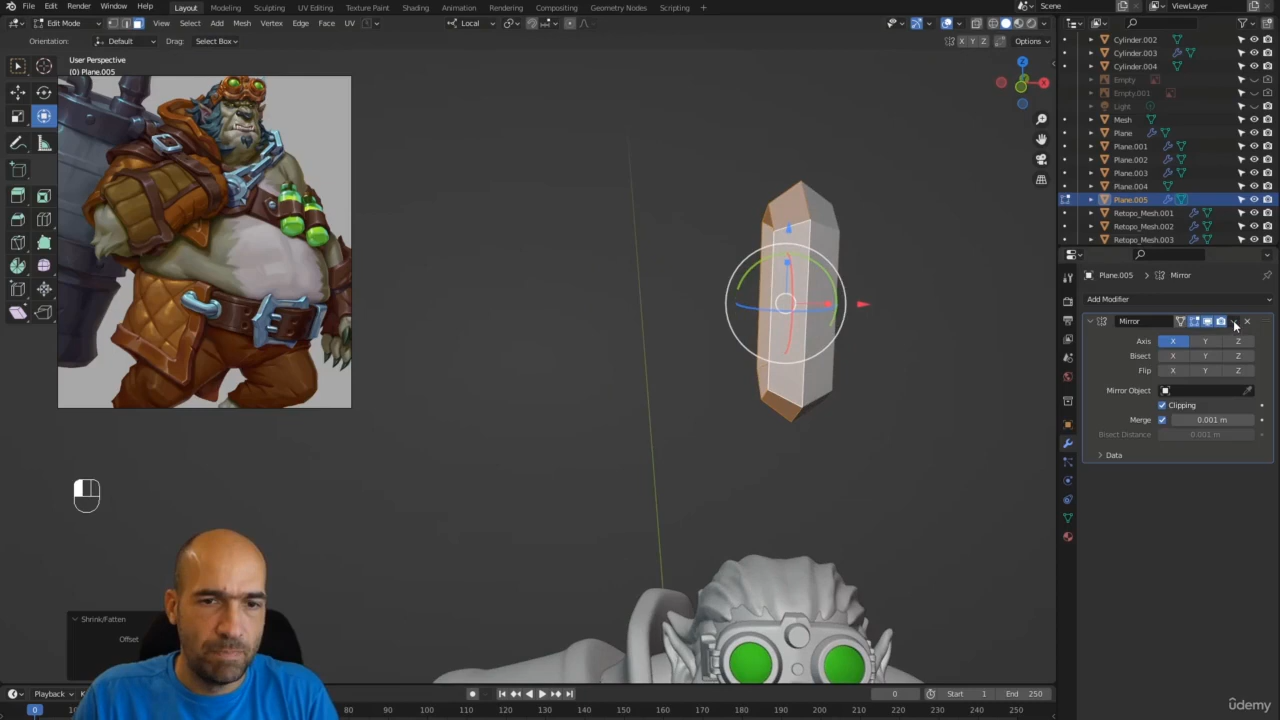 File Edit Render Window Help Layout Modeling Sculpting UV Editing Texture Paint Shading Animation Rendering Compositing Geometry Nodes Scripting + Scene ViewLayer
Edit Mode View Select Add Mesh Vertex Edge Face UV Local
Orientation: Default Drag: Select Box X Y Z Options
User Perspective
(0) Plane.005
Z
X
Cylinder.002
Cylinder.003
Cylinder.004
Empty
Empty.001
Light
Mesh
Plane
Plane.001
Plane.002
Plane.003
Plane.004
Plane.005
Retopo_Mesh.001
Retopo_Mesh.002
Retopo_Mesh.003
Plane.005 > Mirror
Add Modifier
Mirror
Axis X Y Z
Bisect X Y Z
Flip X Y Z
Mirror Object
Clipping
Merge 0.001 m
Bisect Distance 0.001 m
Data
Shrink/Fatten
Offset
Playback 0 Start 1 End 250
0 100 110 120 130 140 150 160 170 180 190 200 210 220 230 240 250
ûdemy